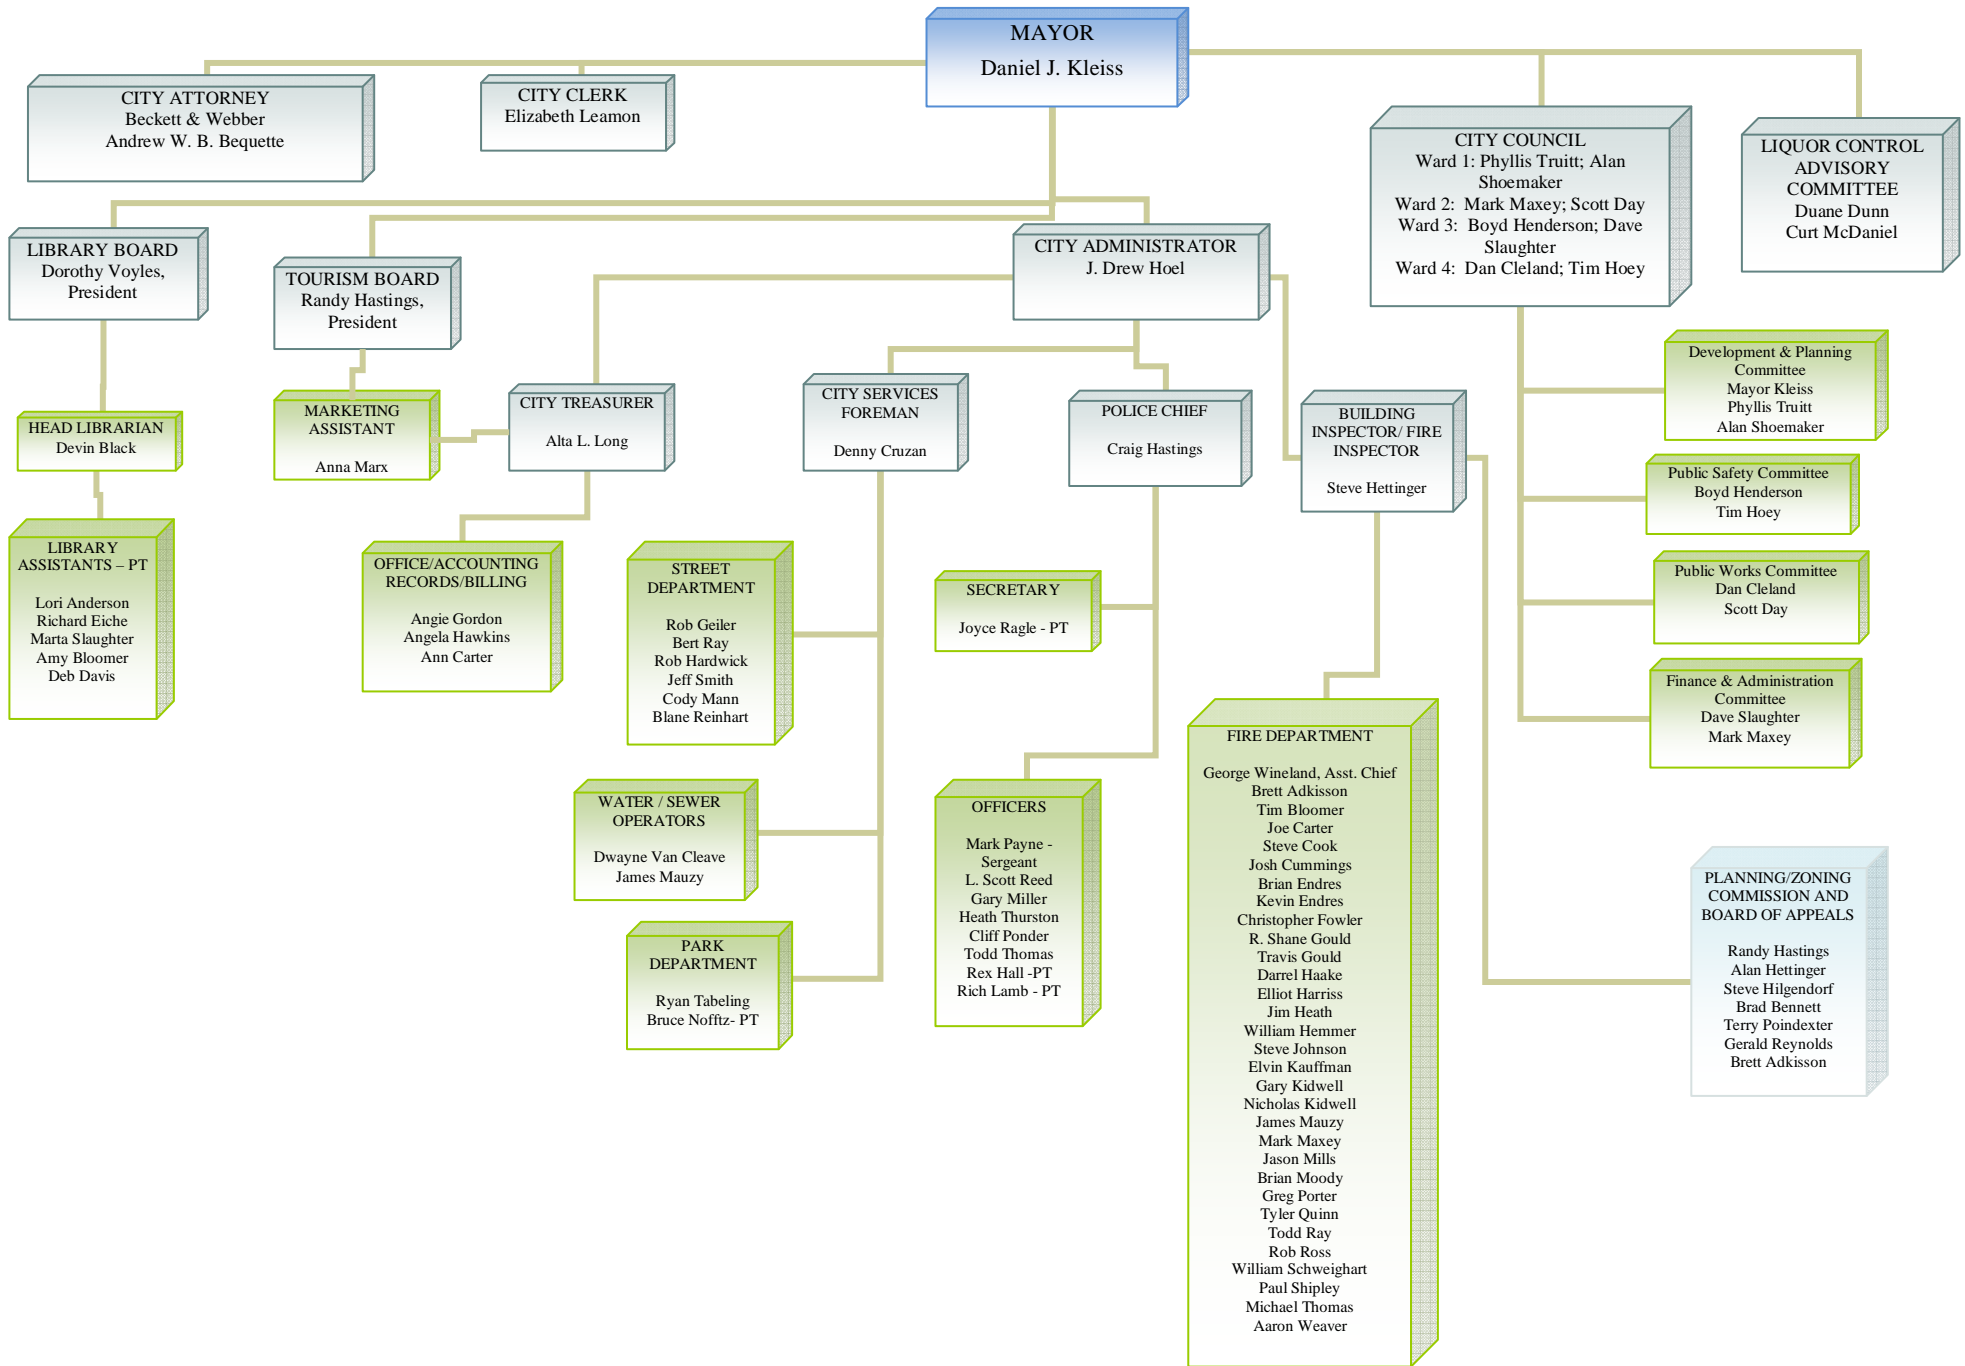 MAYOR
Daniel J. Kleiss
CITY ATTORNEY
Beckett & Webber
Andrew W. B. Bequette
CITY CLERK
Elizabeth Leamon
CITY COUNCIL
Ward 1: Phyllis Truitt; Alan
Shoemaker
Ward 2:  Mark Maxey; Scott Day
Ward 3:  Boyd Henderson; Dave
Slaughter
Ward 4:  Dan Cleland; Tim Hoey
LIQUOR CONTROL
ADVISORY
COMMITTEE
Duane Dunn
Curt McDaniel
LIBRARY BOARD
Dorothy Voyles,
President
TOURISM BOARD
Randy Hastings,
President
CITY ADMINISTRATOR
J. Drew Hoel
HEAD LIBRARIAN
Devin Black
MARKETING
ASSISTANT
Anna Marx
CITY TREASURER
Alta L. Long
CITY SERVICES
FOREMAN
Denny Cruzan
POLICE CHIEF
Craig Hastings
BUILDING
INSPECTOR/ FIRE
INSPECTOR
Steve Hettinger
Development & Planning
Committee
Mayor Kleiss
Phyllis Truitt
Alan Shoemaker
Public Safety Committee
Boyd Henderson
Tim Hoey
Public Works Committee
Dan Cleland
Scott Day
Finance & Administration
Committee
Dave Slaughter
Mark Maxey
LIBRARY
ASSISTANTS – PT
Lori Anderson
Richard Eiche
Marta Slaughter
Amy Bloomer
Deb Davis
OFFICE/ACCOUNTING
RECORDS/BILLING
Angie Gordon
Angela Hawkins
Ann Carter
STREET
DEPARTMENT
Rob Geiler
Bert Ray
Rob Hardwick
Jeff Smith
Cody Mann
Blane Reinhart
WATER / SEWER
OPERATORS
Dwayne Van Cleave
James Mauzy
PARK
DEPARTMENT
Ryan Tabeling
Bruce Nofftz- PT
SECRETARY
Joyce Ragle - PT
OFFICERS
Mark Payne -
Sergeant
L. Scott Reed
Gary Miller
Heath Thurston
Cliff Ponder
Todd Thomas
Rex Hall -PT
Rich Lamb - PT
FIRE DEPARTMENT
George Wineland, Asst. Chief
Brett Adkisson
Tim Bloomer
Joe Carter
Steve Cook
Josh Cummings
Brian Endres
Kevin Endres
Christopher Fowler
R. Shane Gould
Travis Gould
Darrel Haake
Elliot Harriss
Jim Heath
William Hemmer
Steve Johnson
Elvin Kauffman
Gary Kidwell
Nicholas Kidwell
James Mauzy
Mark Maxey
Jason Mills
Brian Moody
Greg Porter
Tyler Quinn
Todd Ray
Rob Ross
William Schweighart
Paul Shipley
Michael Thomas
Aaron Weaver
PLANNING/ZONING
COMMISSION AND
BOARD OF APPEALS
Randy Hastings
Alan Hettinger
Steve Hilgendorf
Brad Bennett
Terry Poindexter
Gerald Reynolds
Brett Adkisson